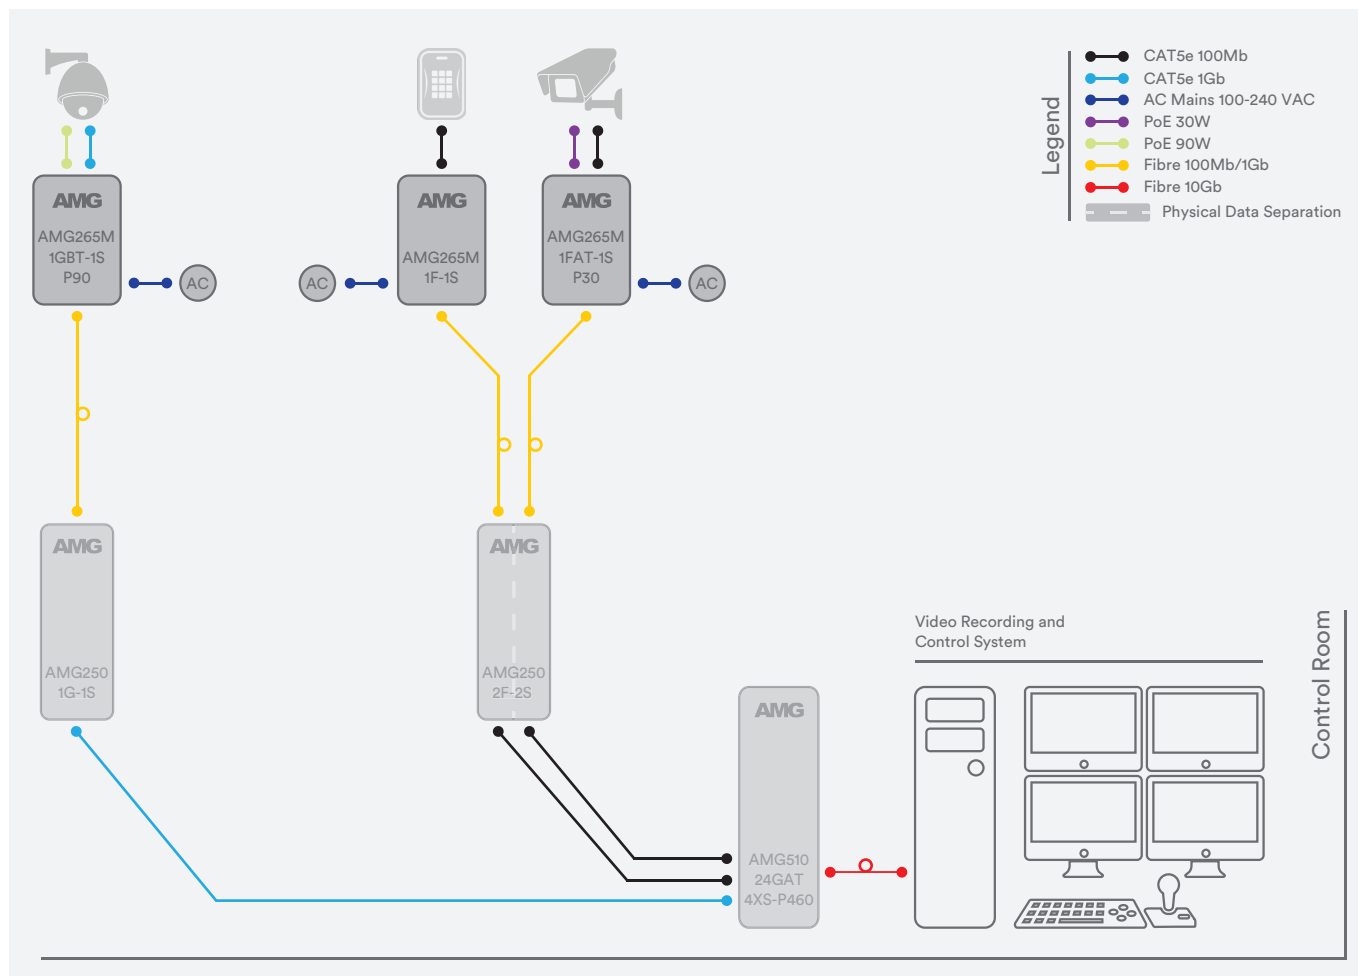 CAT5e 100Mb
CAT5e 1Gb
AC Mains 100-240 VAC
PoE 30W
PoE 90W
Fibre 100Mb/1Gb
Fibre 10Gb
Physical Data Separation
Legend
AMG
AMG265M
1GBT-1S
P90
AC
AC
AMG
AMG265M
1F-1S
AMG
AMG265M
1FAT-1S
P30
AC
AMG
AMG250
1G-1S
AMG
AMG250
2F-2S
AMG
AMG510
24GAT
4XS-P460
Video Recording and
Control System
Control Room